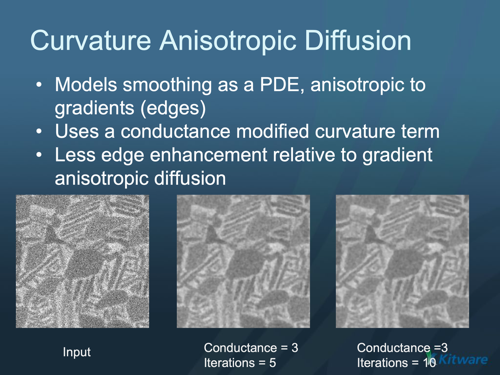 Curvature Anisotropic Diffusion
• Models smoothing as a PDE, anisotropic to
gradients (edges)
• Uses a conductance modified curvature term
• Less edge enhancement relative to gradient
anisotropic diffusion
Input
Conductance = 3
Iterations = 5
Conductance =3
Iterations = 10
Kitware